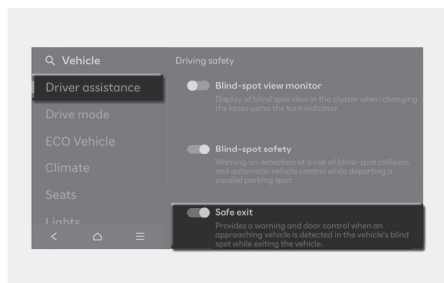 Vehicle
Driver assistance
Drive mode
ECO Vehicle
Climate
Seats
Lights
Driving safety
Blind-spot view monitor
Display of blind spot view in the cluster when changing
the lanes using the turn indicator.
Blind-spot safety
Warning on detection of a risk of blind-spot collision,
and automatic vehicle control while departing a
parallel parking spot.
Safe exit
Provides a warning and door control when an
approaching vehicle is detected in the vehicle's blind
spot while exiting the vehicle.